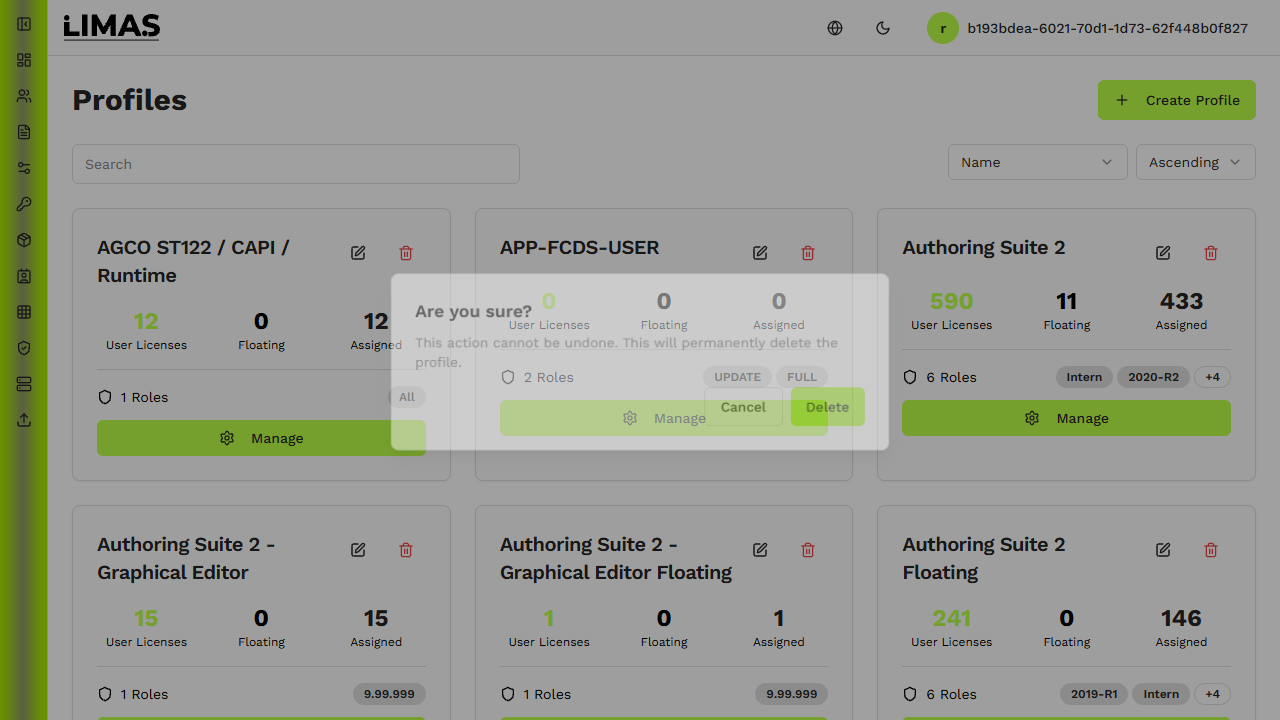 LIMAS
r
b193bdea-6021-70d1-1d73-62f448b0f827
Profiles
Create Profile
Search
Name
Ascending
AGCO ST122 / CAPI /
Runtime
12
0
12
User Licenses
Floating
Assigned
1 Roles
All
Manage
APP-FCDS-USER
0
0
0
User Licenses
Floating
Assigned
2 Roles
UPDATE
FULL
Manage
Authoring Suite 2
590
11
433
User Licenses
Floating
Assigned
6 Roles
Intern
2020-R2
+4
Manage
Are you sure?
This action cannot be undone. This will permanently delete the
profile.
Cancel
Delete
Authoring Suite 2 -
Graphical Editor
15
0
15
User Licenses
Floating
Assigned
1 Roles
9.99.999
Authoring Suite 2 -
Graphical Editor Floating
1
0
1
User Licenses
Floating
Assigned
1 Roles
9.99.999
Authoring Suite 2
Floating
241
0
146
User Licenses
Floating
Assigned
6 Roles
2019-R1
Intern
+4